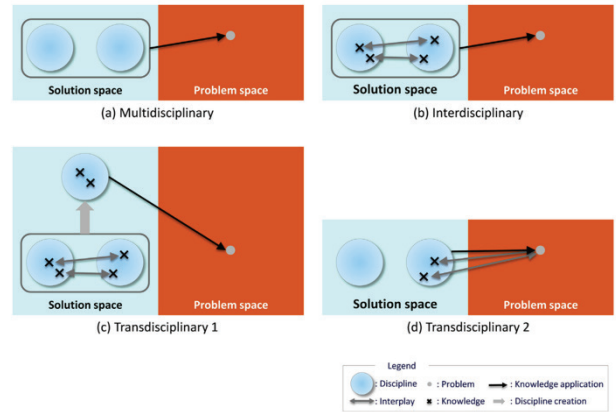 Solution space
Problem space
(a) Multidisciplinary
Solution space
Problem space
(b) Interdisciplinary
Solution space
Problem space
(c) Transdisciplinary 1
Solution space
Problem space
(d) Transdisciplinary 2
Legend
: Discipline
: Problem
: Knowledge application
: Interplay
: Knowledge
: Discipline creation